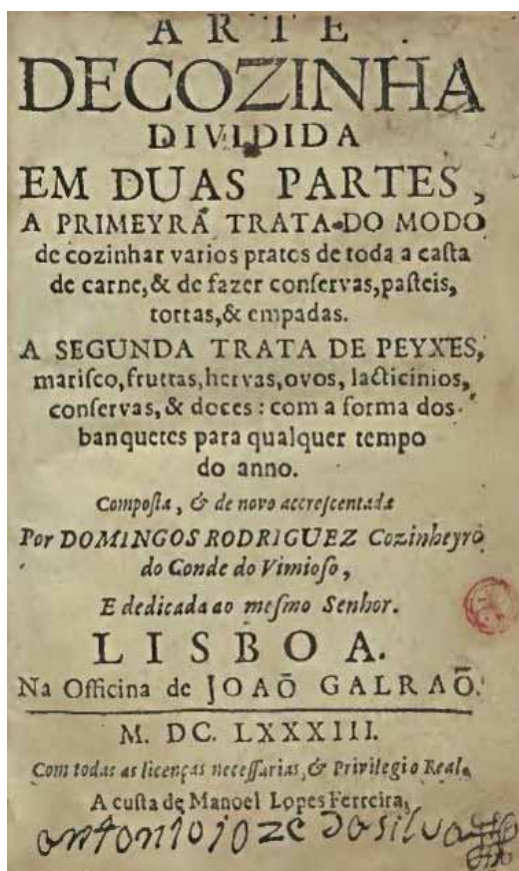 ARTE
DECOZINHA
DIVIDIDA
EM DUAS PARTES,
A PRIMEYRA TRATA DO MODO
de cozinhar varios pratos de toda a caſta
de carne, & de fazer conſervas, paſteis,
tortas, & empadas.
A SEGUNDA TRATA DE PEYXES,
mariſco, fruttas, hervas, ovos, lacticinios,
conſervas, & doces : com a forma dos
banquetes para qualquer tempo
do anno.
Compoſta, & de novo accreſcentada
Por DOMINGOS RODRIGUEZ Cozinheyro
do Conde do Vimioſo,
E dedicada ao meſmo Senhor.
LISBOA.
Na Officina de JOAŌ GALRAŌ.
M. DC. LXXXIII.
Com todas as licenças neceſſarias, & Privilegio Real.
A cuſta de Manoel Lopes Ferreira,
antonio joze dosilva